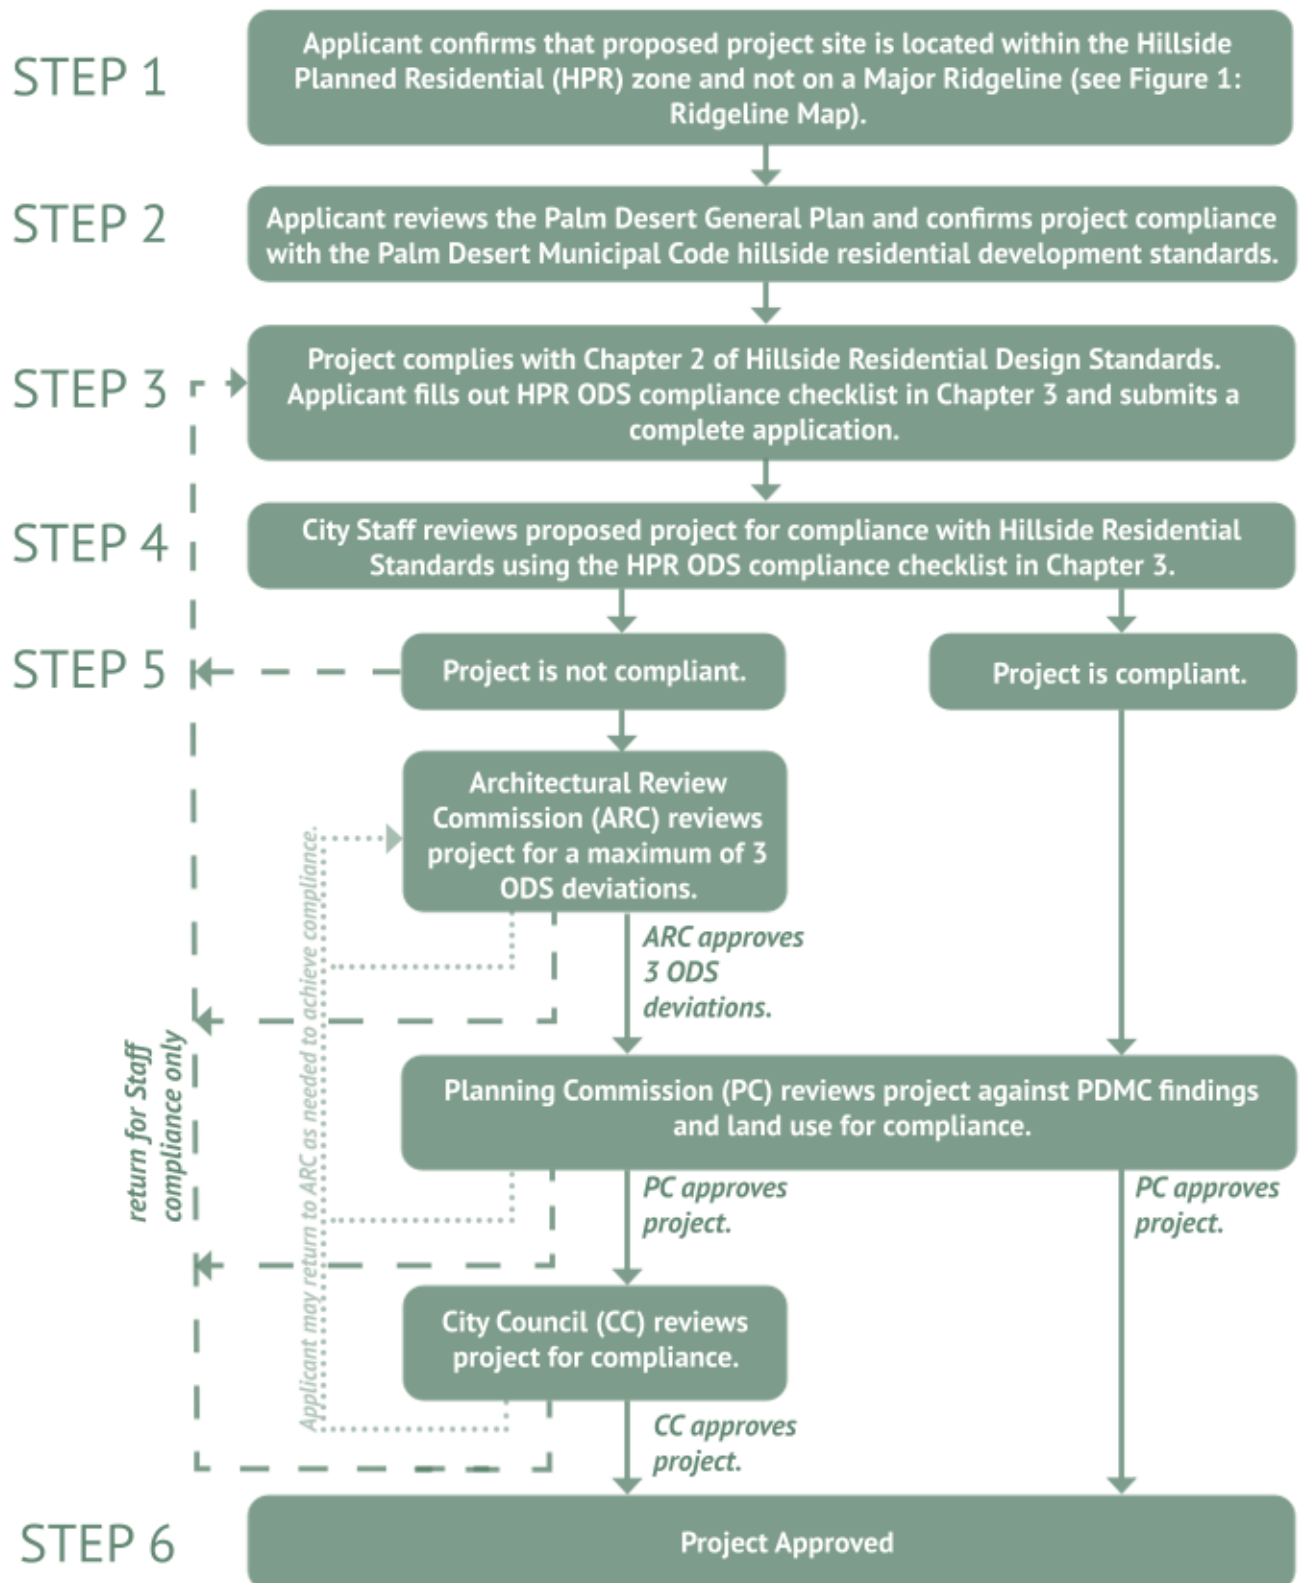 STEP 1
Applicant confirms that proposed project site is located within the Hillside
Planned Residential (HPR) zone and not on a Major Ridgeline (see Figure 1:
Ridgeline Map).
STEP 2
Applicant reviews the Palm Desert General Plan and confirms project compliance
with the Palm Desert Municipal Code hillside residential development standards.
STEP 3
Project complies with Chapter 2 of Hillside Residential Design Standards.
Applicant fills out HPR ODS compliance checklist in Chapter 3 and submits a
complete application.
STEP 4
City Staff reviews proposed project for compliance with Hillside Residential
Standards using the HPR ODS compliance checklist in Chapter 3.
STEP 5
Project is not compliant.
Project is compliant.
Architectural Review
Commission (ARC) reviews
project for a maximum of 3
ODS deviations.
Applicant may return to ARC as needed to achieve compliance.
ARC approves
3 ODS
deviations.
return for Staff
compliance only
Planning Commission (PC) reviews project against PDMC findings
and land use for compliance.
PC approves
project.
PC approves
project.
City Council (CC) reviews
project for compliance.
CC approves
project.
STEP 6
Project Approved